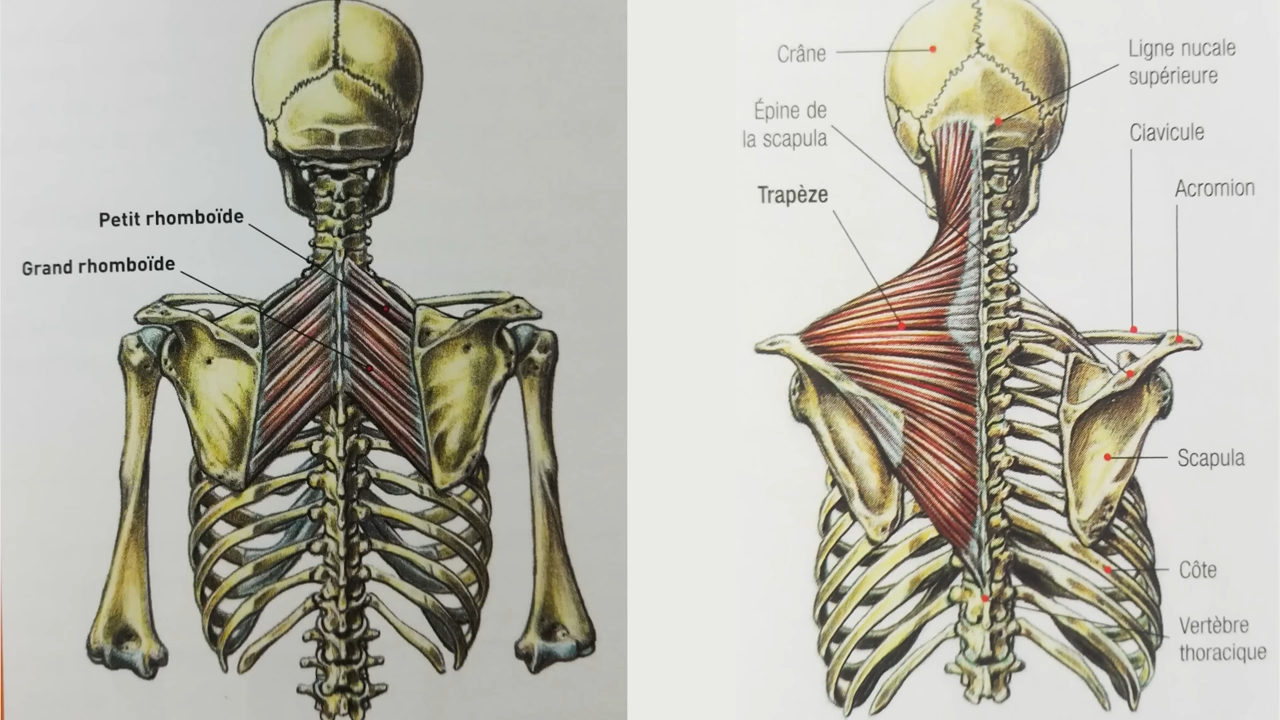 Petit rhomboïde
Grand rhomboïde
Crâne
Ligne nucale
supérieure
Épine de
la scapula
Clavicule
Trapèze
Acromion
Scapula
Côte
Vertèbre
thoracique